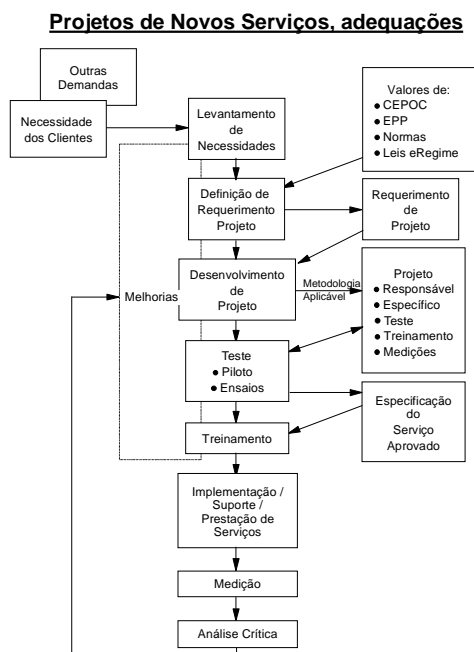 Projetos de Novos Serviços, adequações
Outras
Demandas
Necessidade
dos Clientes
Levantamento
de
Necessidades
Valores de:
● CEPOC
● EPP
● Normas
● Leis eRegime
Definição de
Requerimento
Projeto
Requerimento
de
Projeto
Melhorias
Desenvolvimento
de
Projeto
Metodologia
Aplicável
Projeto
● Responsável
● Específico
● Teste
● Treinamento
● Medições
Teste
● Piloto
● Ensaios
Especificação
do
Serviço
Aprovado
Treinamento
Implementação /
Suporte /
Prestação de
Serviços
Medição
Análise Crítica